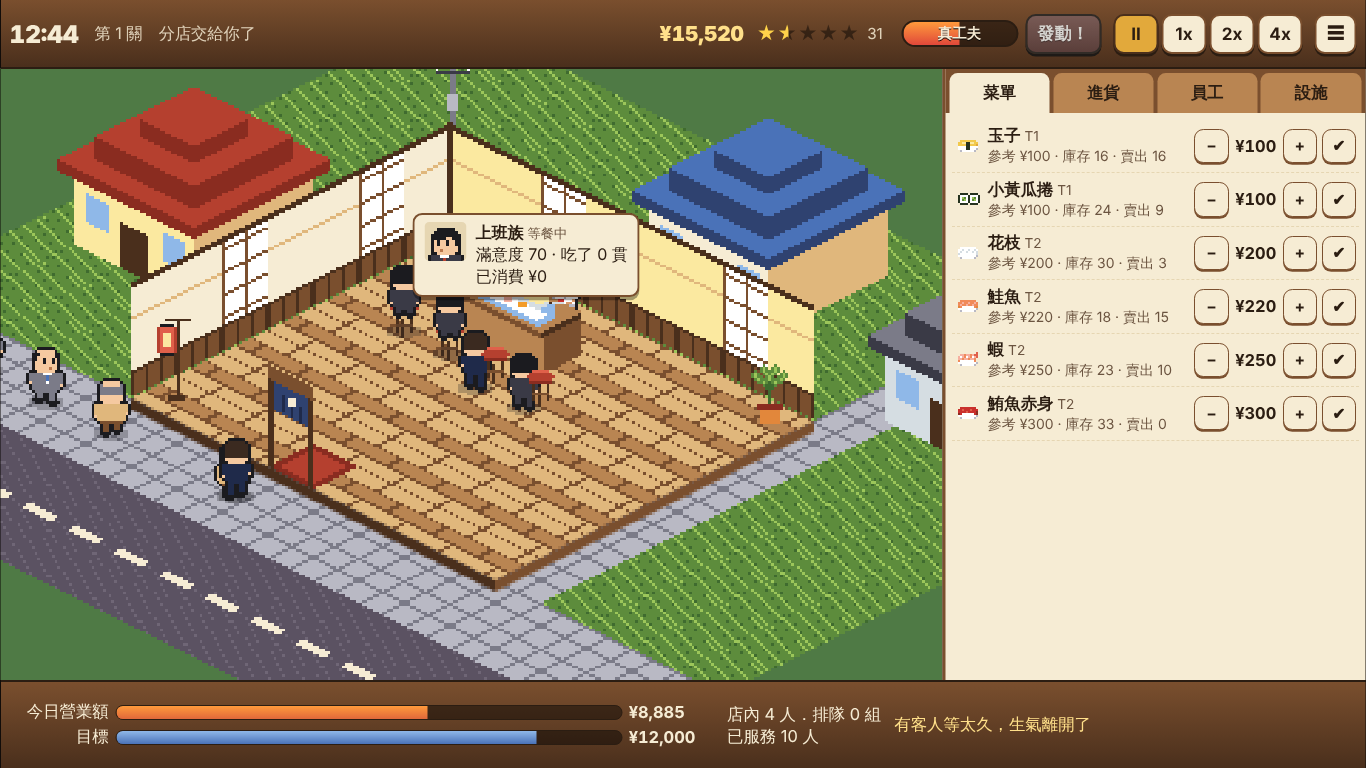 12:44 第 1 關 分店交給你了 ¥15,520 31 真工夫 發動！ 1x 2x 4x
菜單 進貨 員工 設施
玉子 T1
參考 ¥100 · 庫存 16 · 賣出 16
− ¥100 + ✔
小黃瓜捲 T1
參考 ¥100 · 庫存 24 · 賣出 9
− ¥100 + ✔
花枝 T2
參考 ¥200 · 庫存 30 · 賣出 3
− ¥200 + ✔
鮭魚 T2
參考 ¥220 · 庫存 18 · 賣出 15
− ¥220 + ✔
蝦 T2
參考 ¥250 · 庫存 23 · 賣出 10
− ¥250 + ✔
鮪魚赤身 T2
參考 ¥300 · 庫存 33 · 賣出 0
− ¥300 + ✔
上班族 等餐中
滿意度 70 · 吃了 0 貫
已消費 ¥0
今日營業額 ¥8,885
目標 ¥12,000
店內 4 人．排隊 0 組
已服務 10 人
有客人等太久，生氣離開了